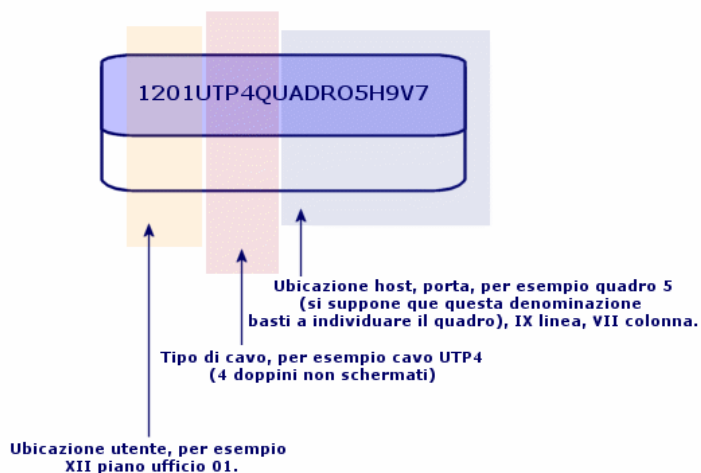 1201UTP4QUADRO5H9V7
Ubicazione host, porta, per esempio quadro 5
(si suppone que questa denominazione
basti a individuare il quadro), IX linea, VII colonna.
Tipo di cavo, per esempio cavo UTP4
(4 doppini non schermati)
Ubicazione utente, per esempio
XII piano ufficio 01.